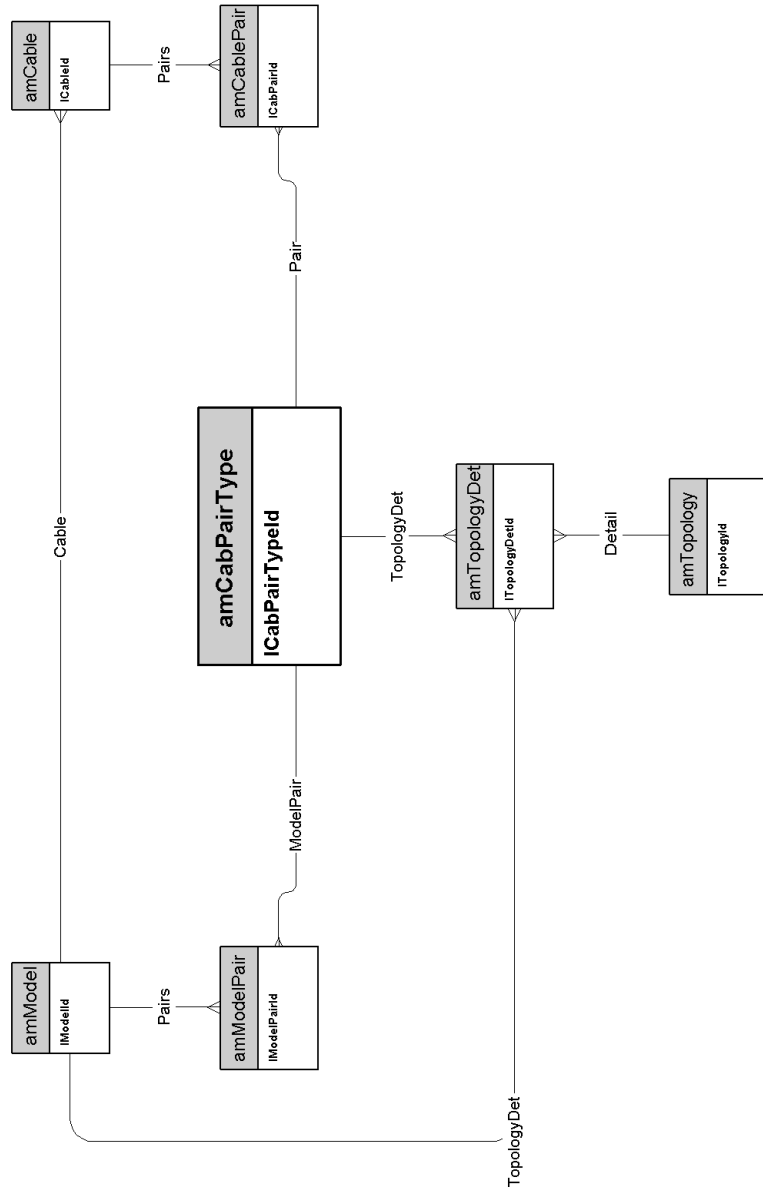 amModel
amCable
lModelId
Cable
lCableId
Pairs
Pairs
amModelPair
amCabPairType
amCablePair
lModelPairId
lCabPairTypeId
lCabPairId
ModelPair
Pair
TopologyDet
amTopologyDet
lTopologyDetId
TopologyDet
Detail
amTopology
lTopologyId